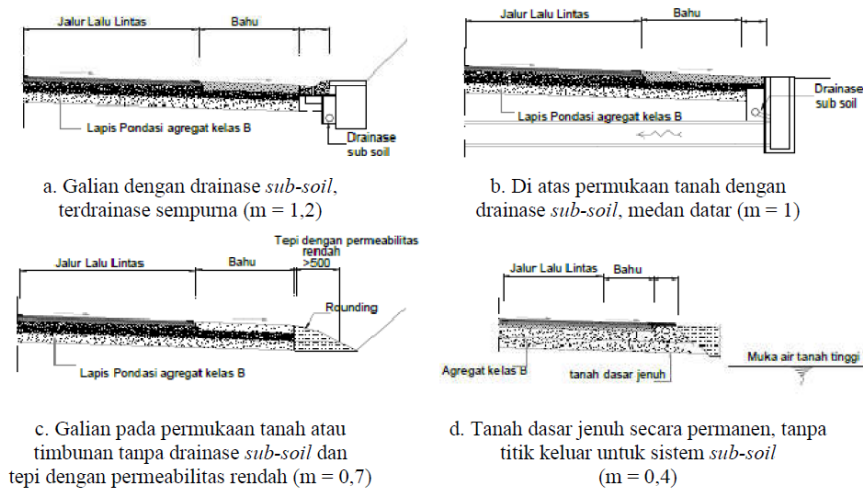 Jalur Lalu Lintas
Bahu
Lapis Pondasi agregat kelas B
Drainase
sub soil
a. Galian dengan drainase sub-soil,
terdrainase sempurna (m = 1,2)
Jalur Lalu Lintas
Bahu
Drainase
sub soil
Lapis Pondasi agregat kelas B
b. Di atas permukaan tanah dengan
drainase sub-soil, medan datar (m = 1)
Tepi dengan permeabilitas
rendah
>500
Jalur Lalu Lintas
Bahu
Rounding
Lapis Pondasi agregat kelas B
c. Galian pada permukaan tanah atau
timbunan tanpa drainase sub-soil dan
tepi dengan permeabilitas rendah (m = 0,7)
Jalur Lalu Lintas
Bahu
Agregat kelas B
tanah dasar jenuh
Muka air tanah tinggi
d. Tanah dasar jenuh secara permanen, tanpa
titik keluar untuk sistem sub-soil
(m = 0,4)